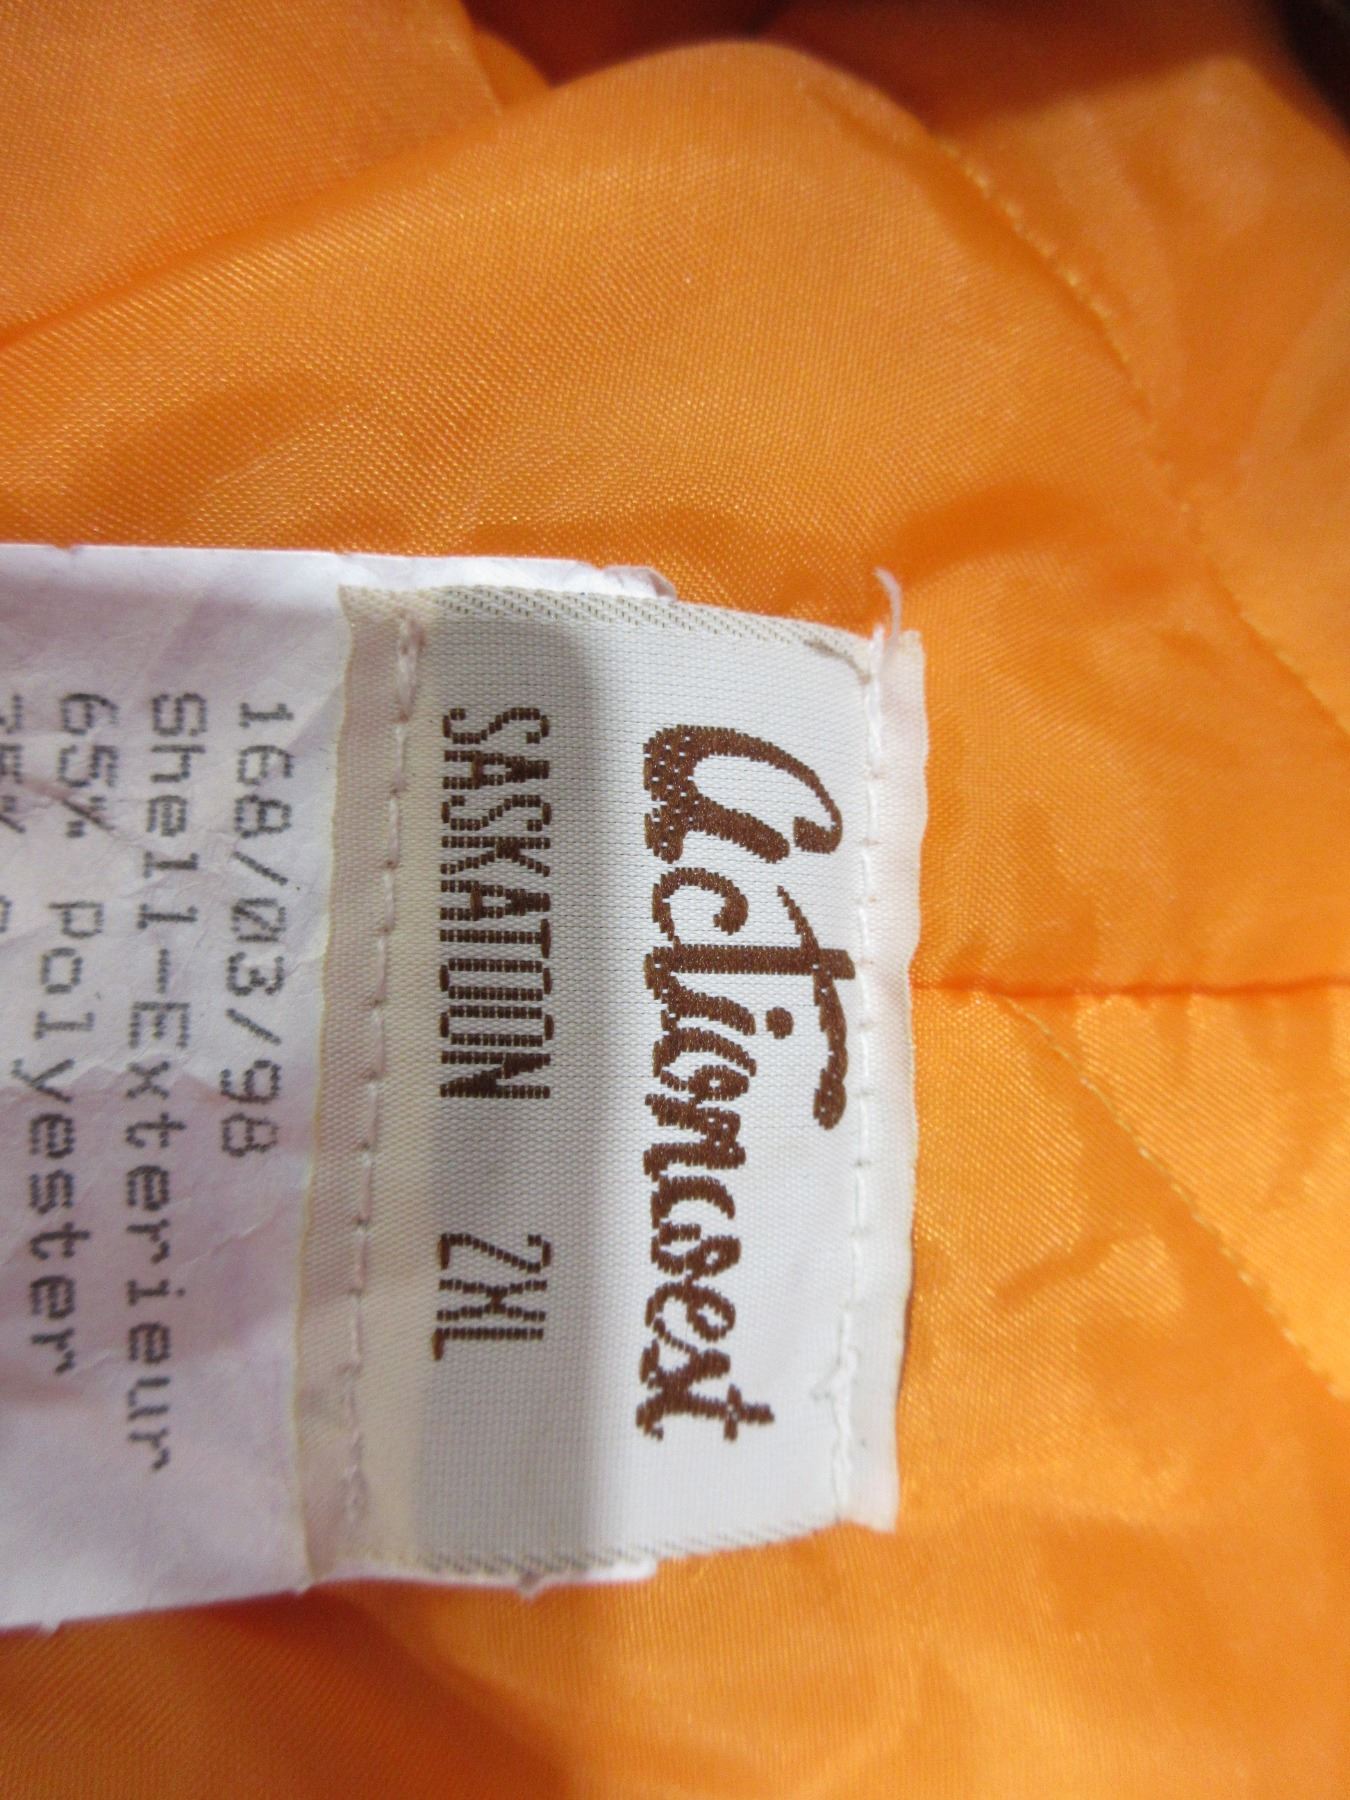 actionwest
SASKATOON 2XL
168/03/98
Shell-Exterieur
65% Polyester